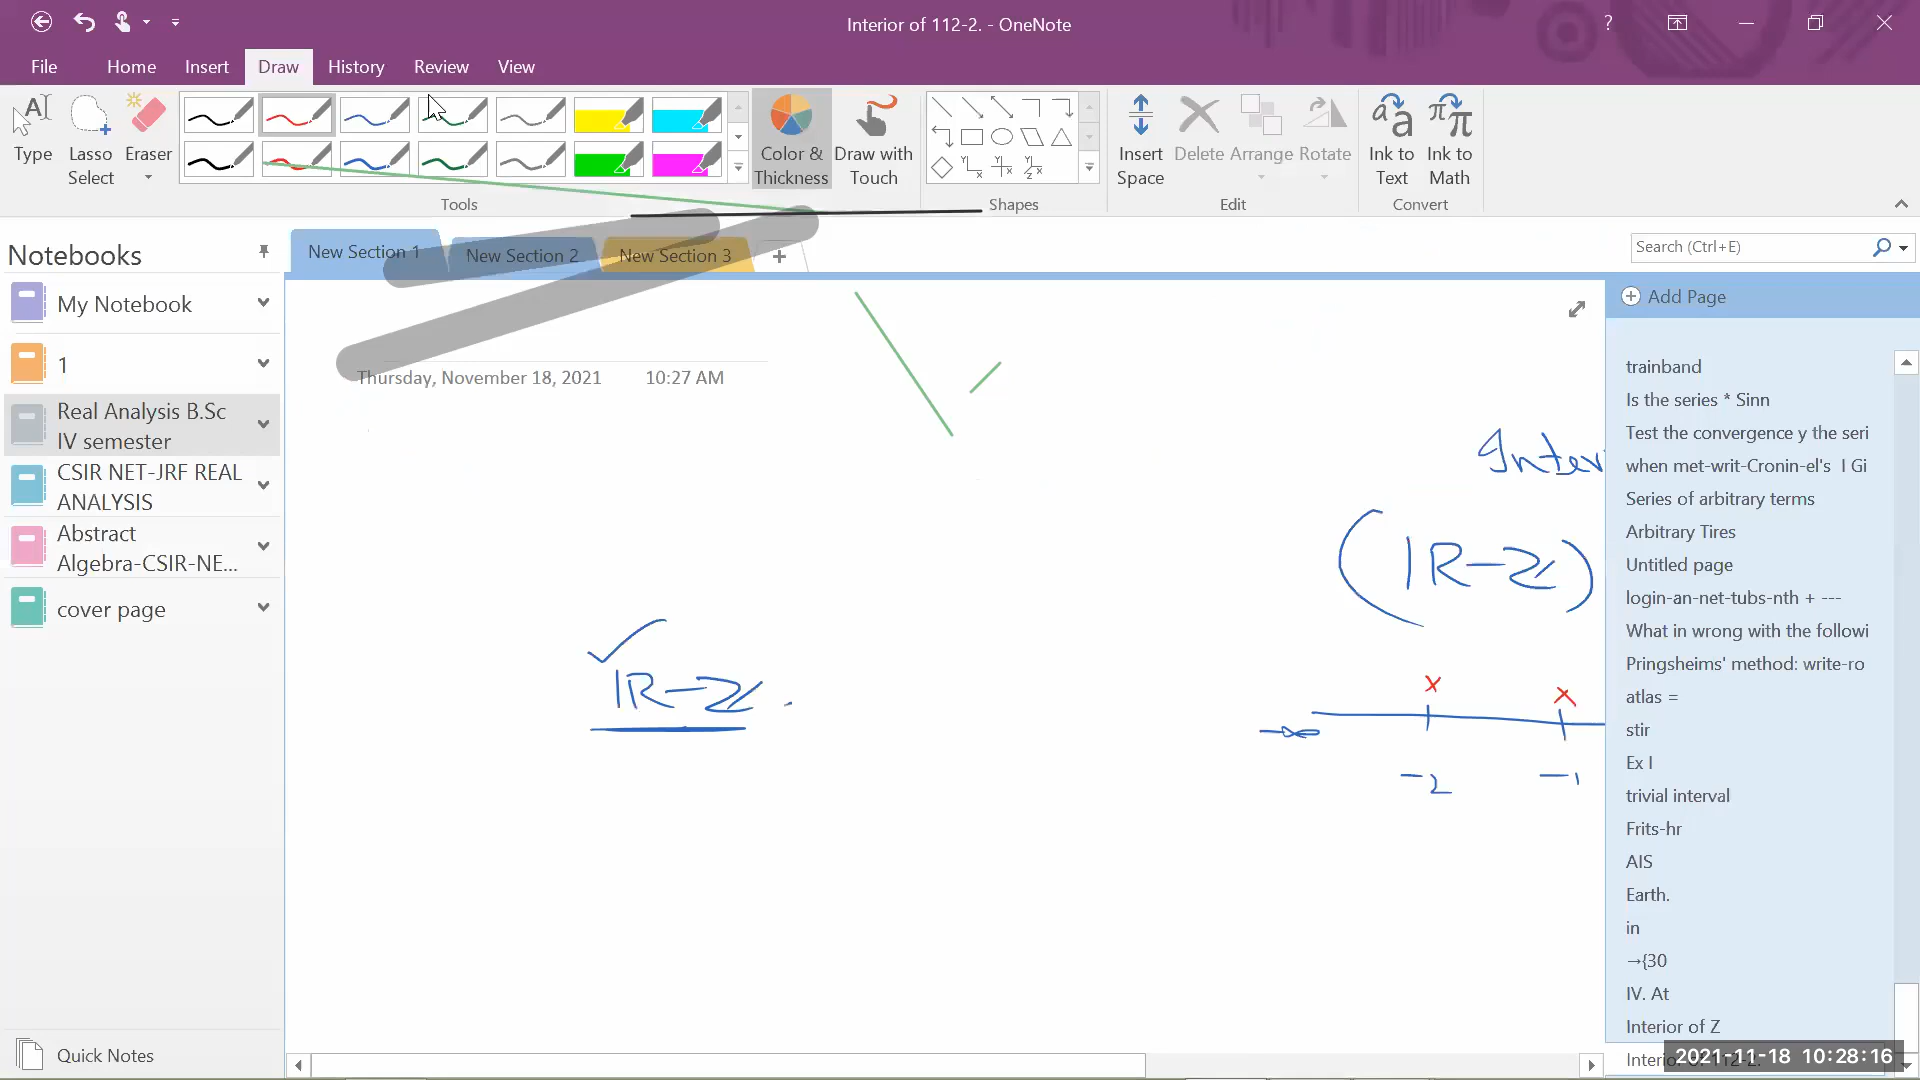 Interior of 112-2. - OneNote
?
File Home Insert Draw History Review View
Type
Lasso Select
Eraser
Color & Thickness
Draw with Touch
Insert Space
Delete
Arrange
Rotate
Ink to Text
Ink to Math
Tools
Shapes
Edit
Convert
Notebooks
New Section 1
New Section 2
New Section 3
+
Search (Ctrl+E)
My Notebook
1
Real Analysis B.Sc
IV semester
CSIR NET-JRF REAL
ANALYSIS
Abstract
Algebra-CSIR-NE...
cover page
Quick Notes
Thursday, November 18, 2021 10:27 AM
✓
ℝ-ℤ.
(ℝ-ℤ)
x x
-∞
-2 -1
Add Page
trainband
Is the series * Sinn
Test the convergence y the seri
when met-writ-Cronin-el's I Gi
Series of arbitrary terms
Arbitrary Tires
Untitled page
login-an-net-tubs-nth + ---
What in wrong with the followi
Pringsheims' method: write-ro
atlas =
stir
Ex I
trivial interval
Frits-hr
AIS
Earth.
in
→{30
IV. At
Interior of Z
Interior of 112-2.
2021-11-18 10:28:16